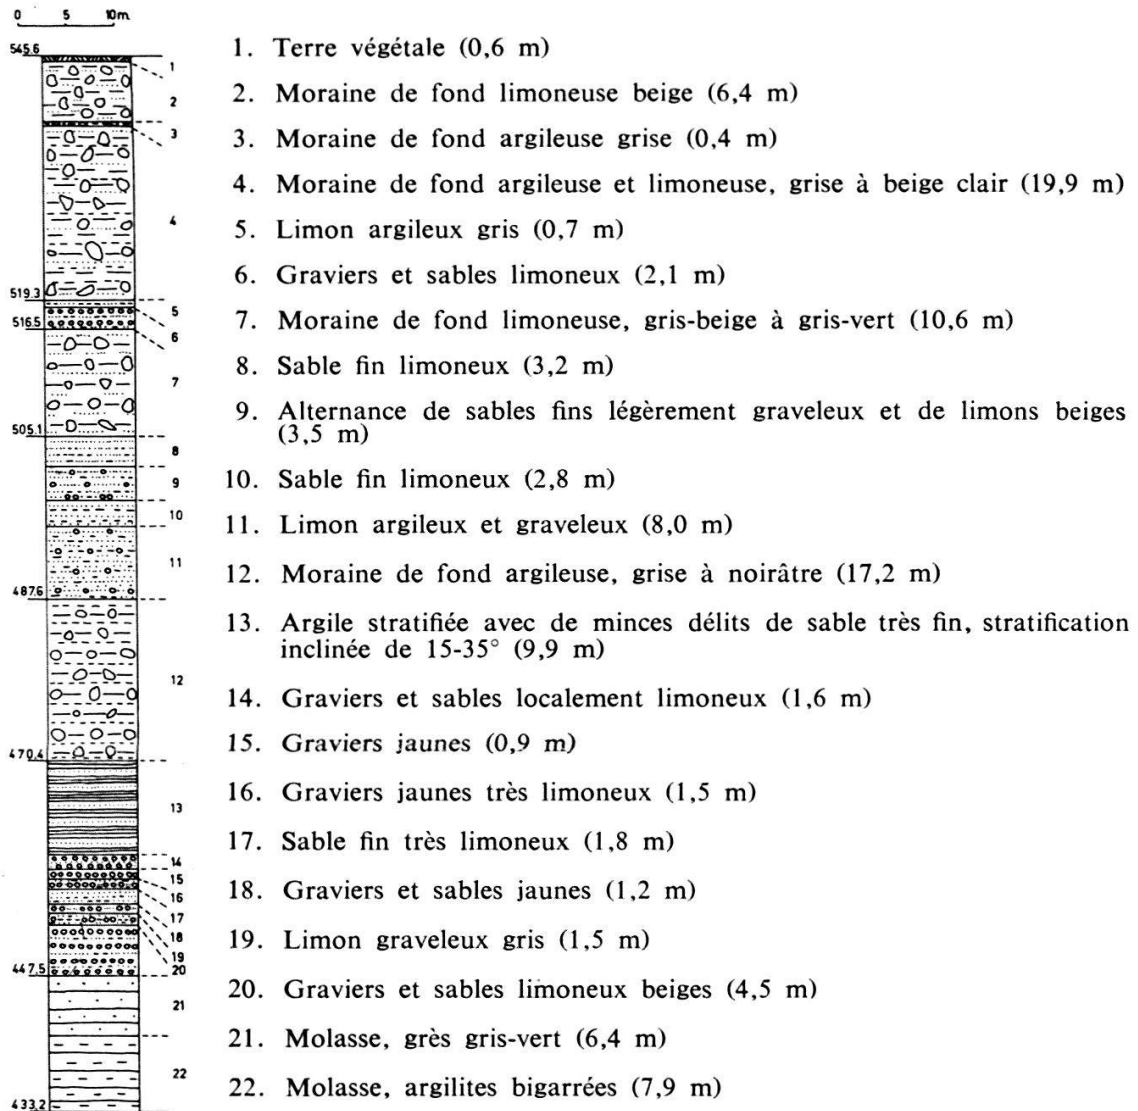 0 5 10m
545.6
519.3
516.5
505.1
487.6
470.4
447.5
433.2
1
2
3
4
5
6
7
8
9
10
11
12
13
14
15
16
17
18
19
20
21
22
1. Terre végétale (0,6 m)
2. Moraine de fond limoneuse beige (6,4 m)
3. Moraine de fond argileuse grise (0,4 m)
4. Moraine de fond argileuse et limoneuse, grise à beige clair (19,9 m)
5. Limon argileux gris (0,7 m)
6. Graviers et sables limoneux (2,1 m)
7. Moraine de fond limoneuse, gris-beige à gris-vert (10,6 m)
8. Sable fin limoneux (3,2 m)
9. Alternance de sables fins légèrement graveleux et de limons beiges
(3,5 m)
10. Sable fin limoneux (2,8 m)
11. Limon argileux et graveleux (8,0 m)
12. Moraine de fond argileuse, grise à noirâtre (17,2 m)
13. Argile stratifiée avec de minces délits de sable très fin, stratification
inclinée de 15-35° (9,9 m)
14. Graviers et sables localement limoneux (1,6 m)
15. Graviers jaunes (0,9 m)
16. Graviers jaunes très limoneux (1,5 m)
17. Sable fin très limoneux (1,8 m)
18. Graviers et sables jaunes (1,2 m)
19. Limon graveleux gris (1,5 m)
20. Graviers et sables limoneux beiges (4,5 m)
21. Molasse, grès gris-vert (6,4 m)
22. Molasse, argilites bigarrées (7,9 m)